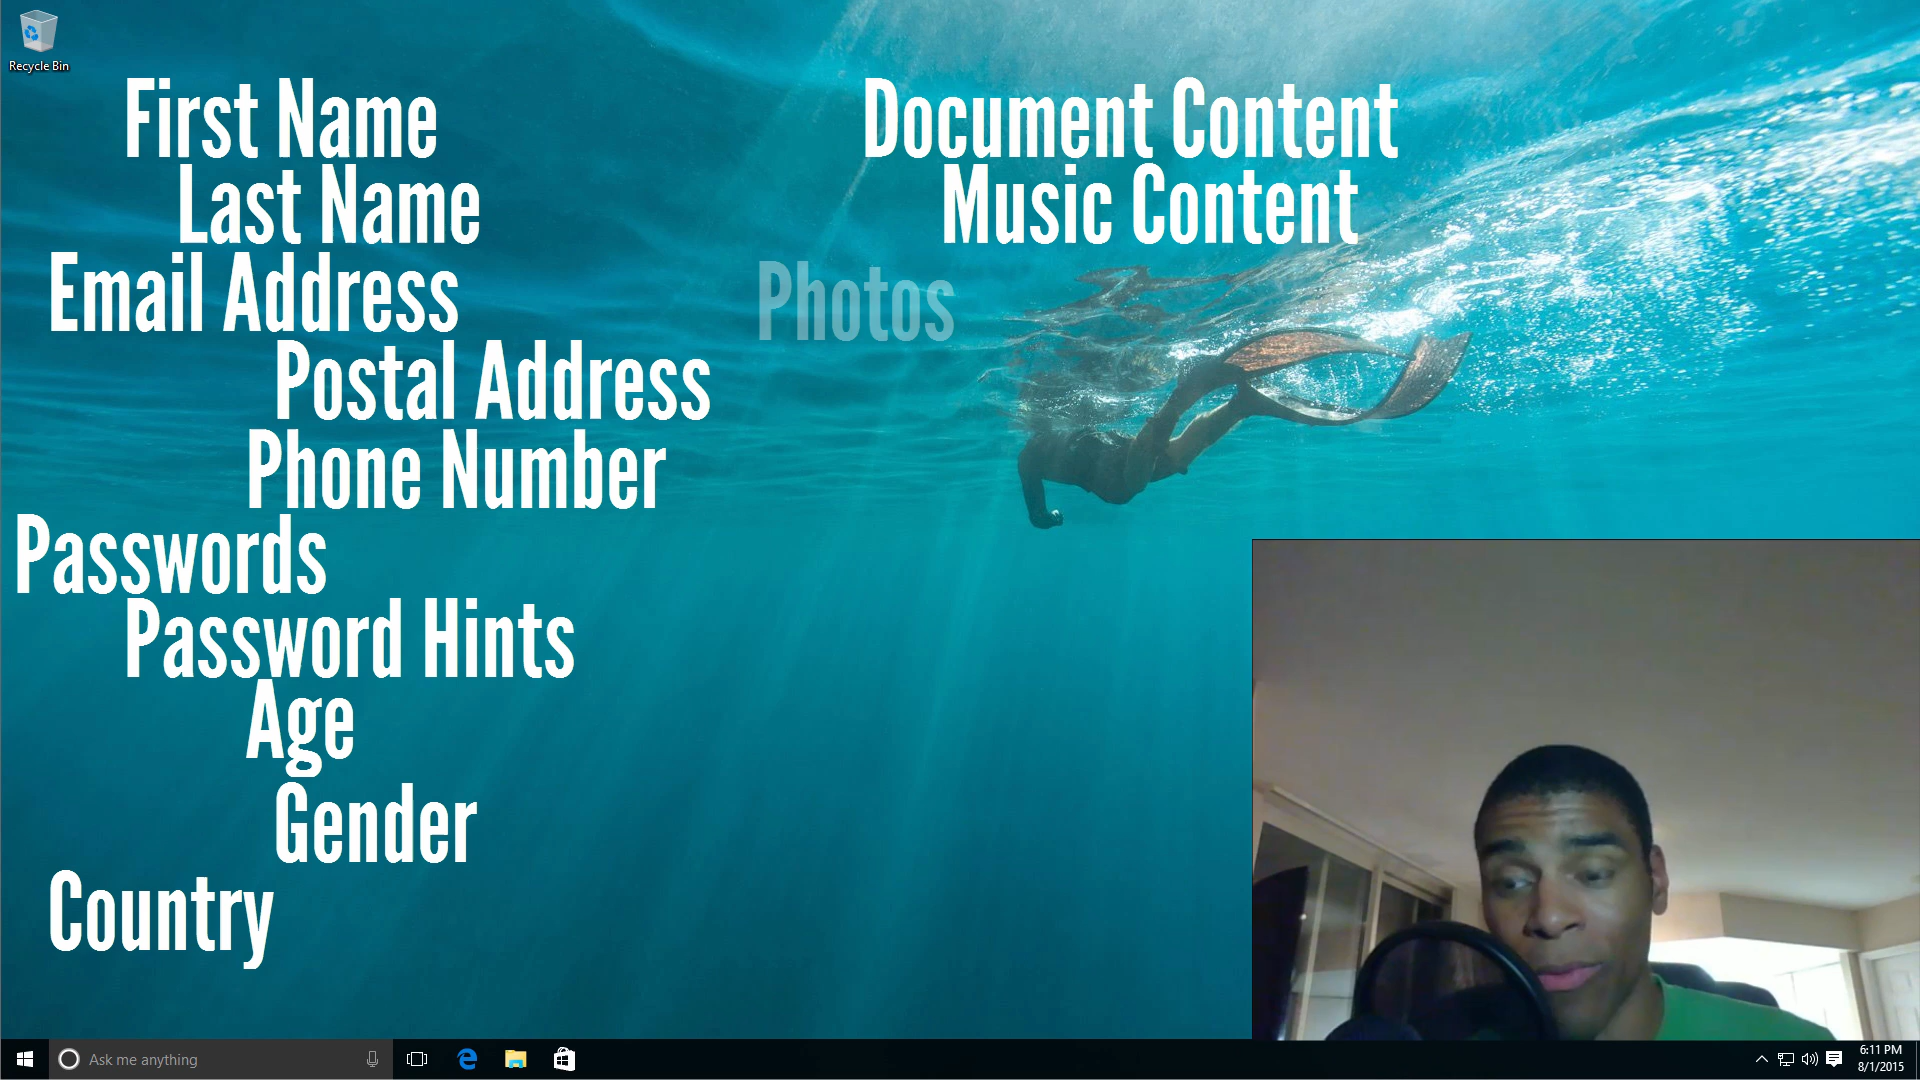 Recycle Bin
First Name
Last Name
Email Address
Postal Address
Phone Number
Passwords
Password Hints
Age
Gender
Country
Document Content
Music Content
Photos
Ask me anything
6:11 PM
8/1/2015